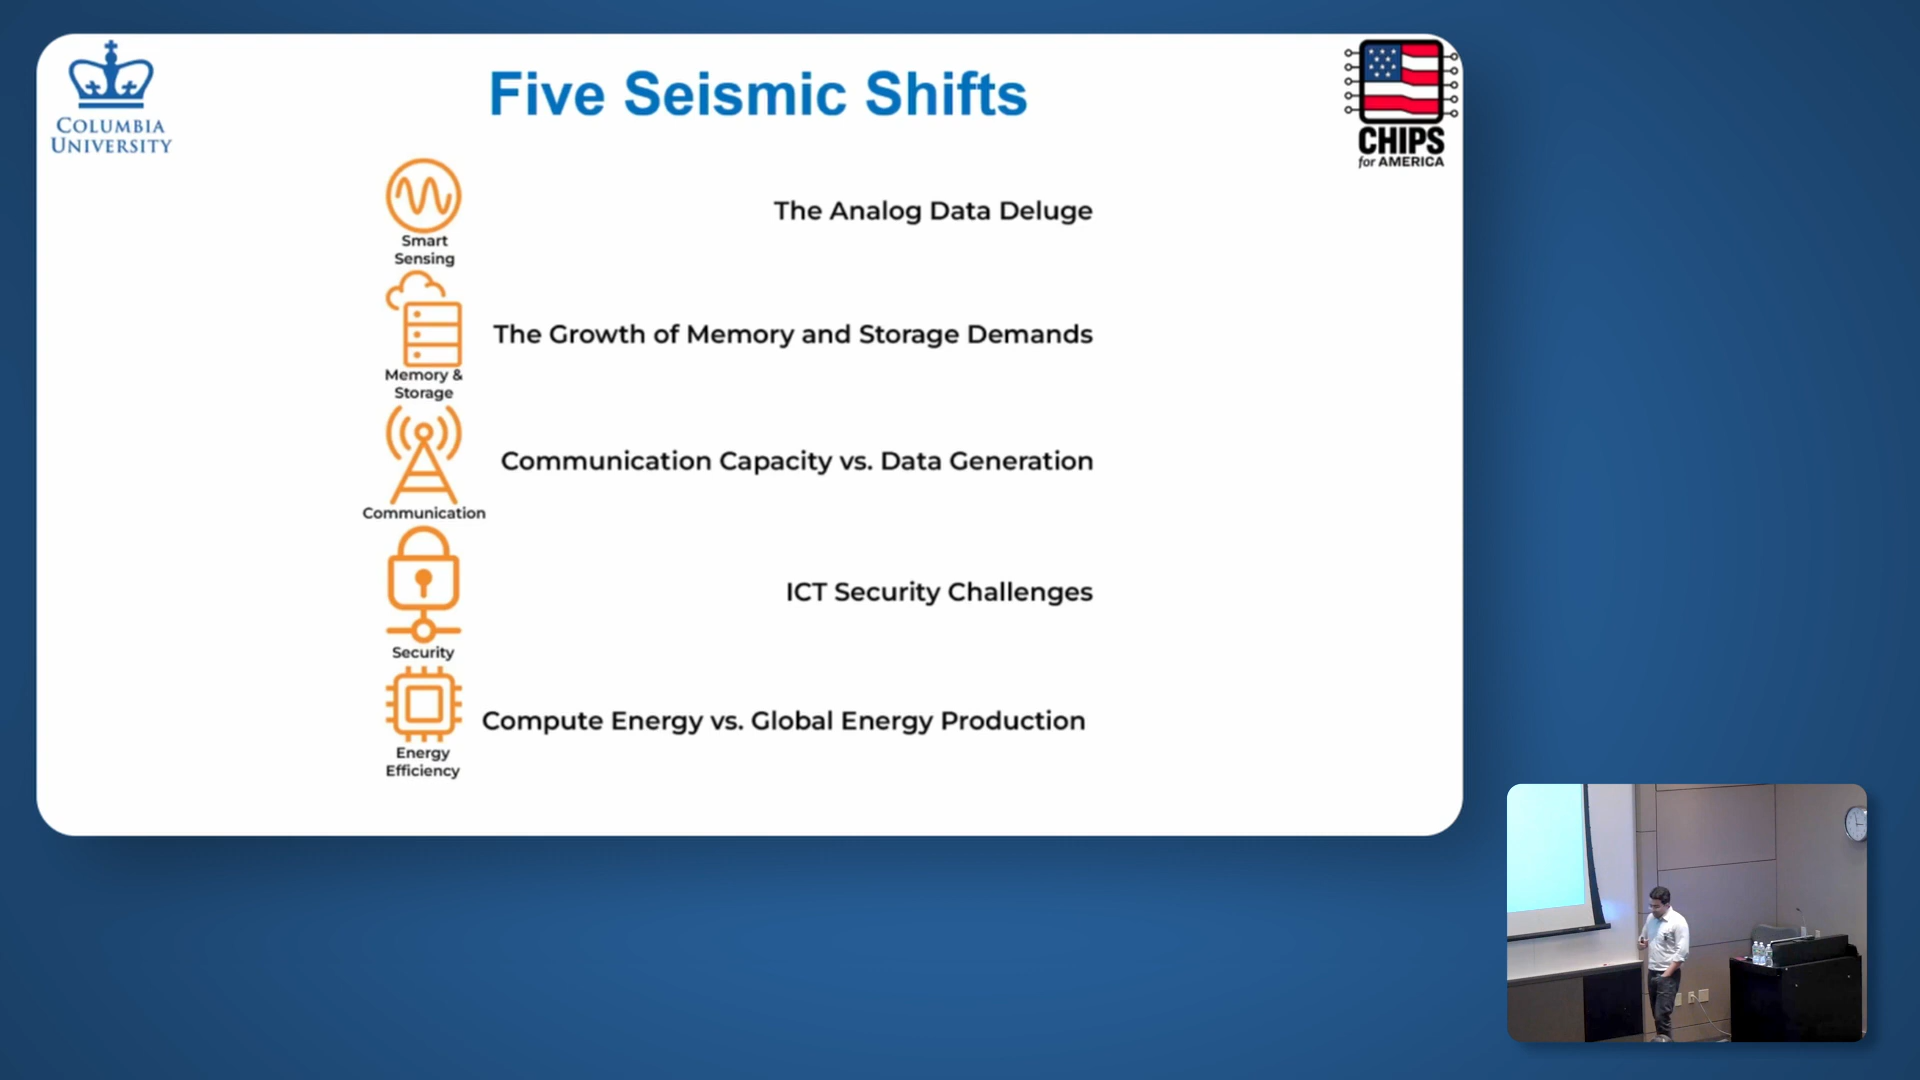 COLUMBIA
UNIVERSITY
Five Seismic Shifts
CHIPS
for AMERICA
Smart
Sensing
The Analog Data Deluge
Memory &
Storage
The Growth of Memory and Storage Demands
Communication
Communication Capacity vs. Data Generation
Security
ICT Security Challenges
Energy
Efficiency
Compute Energy vs. Global Energy Production